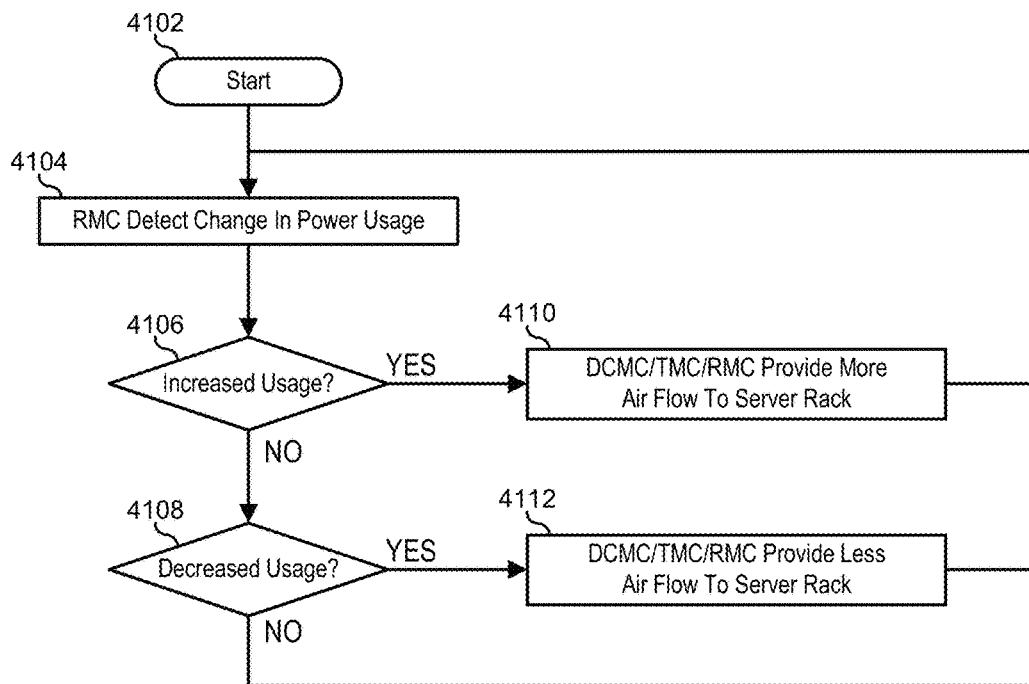 4102
Start
4104
RMC Detect Change In Power Usage
4106
Increased Usage?
YES
NO
4110
DCMC/TMC/RMC Provide More
Air Flow To Server Rack
4108
Decreased Usage?
YES
NO
4112
DCMC/TMC/RMC Provide Less
Air Flow To Server Rack